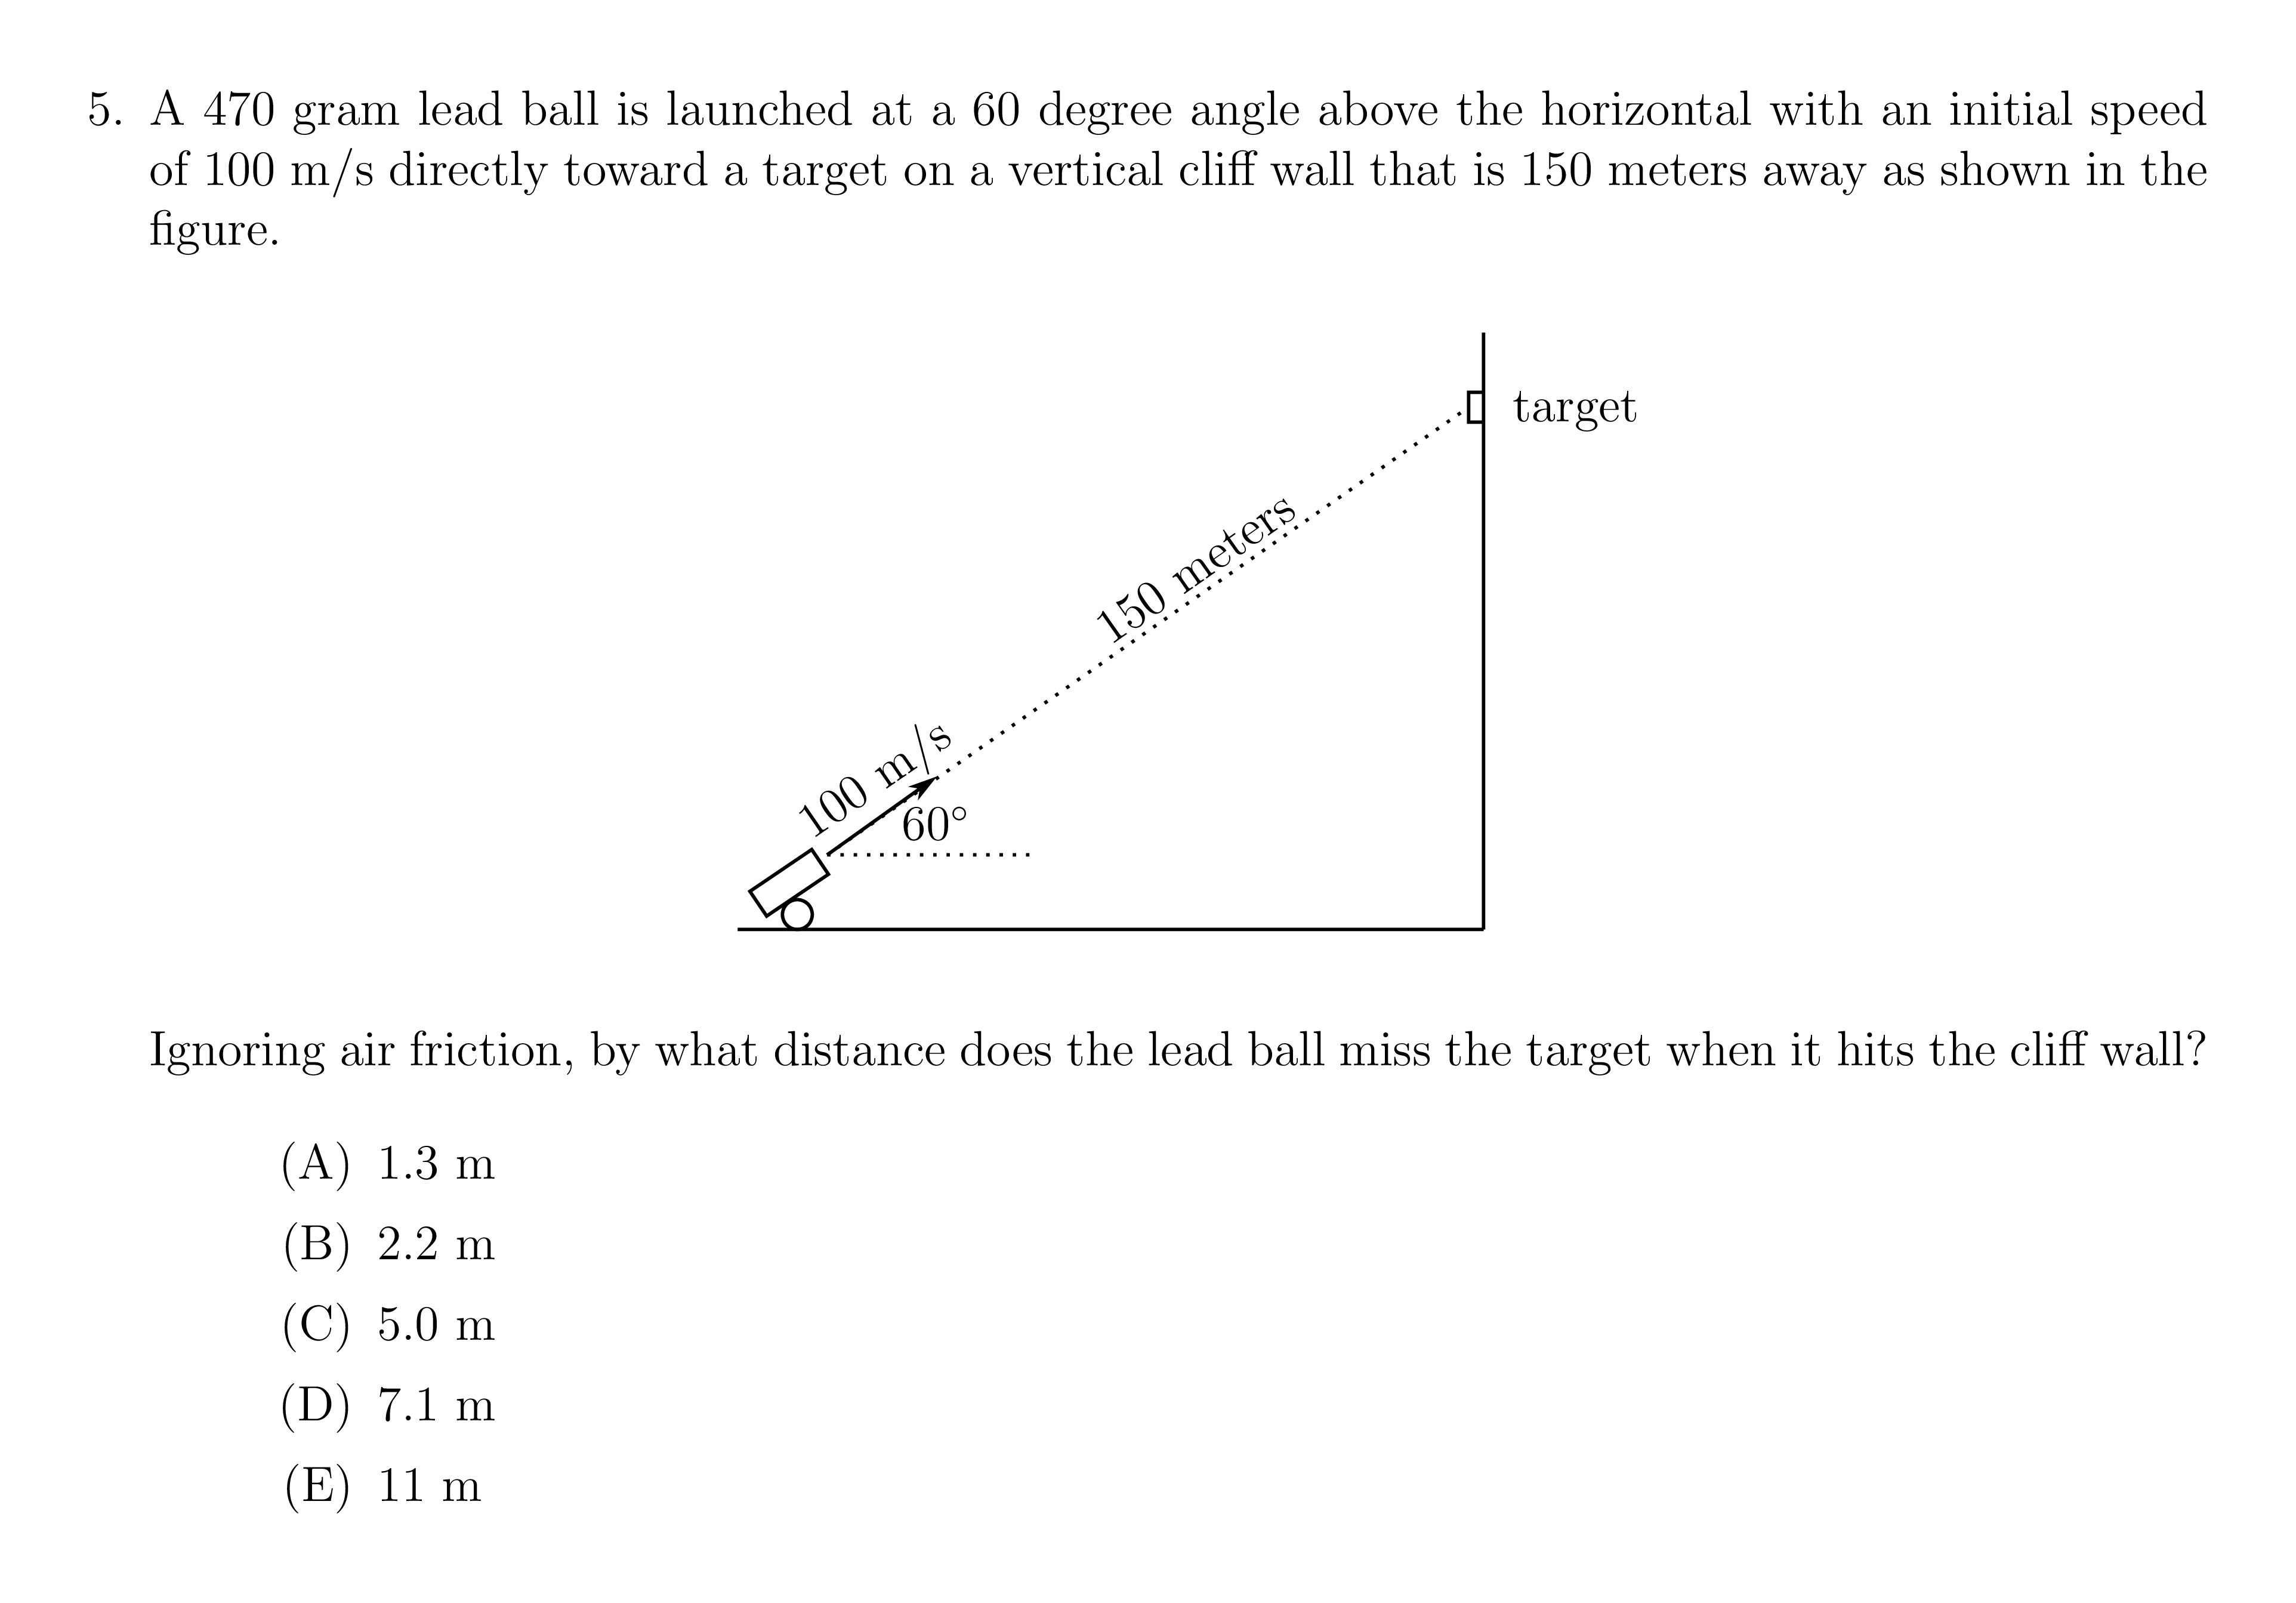 5. A 470 gram lead ball is launched at a 60 degree angle above the horizontal with an initial speed
of 100 m/s directly toward a target on a vertical cliff wall that is 150 meters away as shown in the
figure.
target
150 meters
100 m/s
60°
Ignoring air friction, by what distance does the lead ball miss the target when it hits the cliff wall?
(A) 1.3 m
(B) 2.2 m
(C) 5.0 m
(D) 7.1 m
(E) 11 m